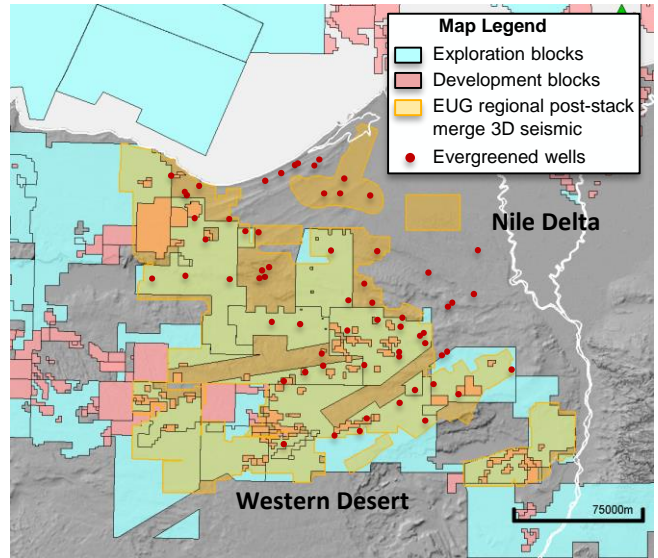 Map Legend
Exploration blocks
Development blocks
EUG regional post-stack
merge 3D seismic
Evergreened wells
Nile Delta
Western Desert
75000m